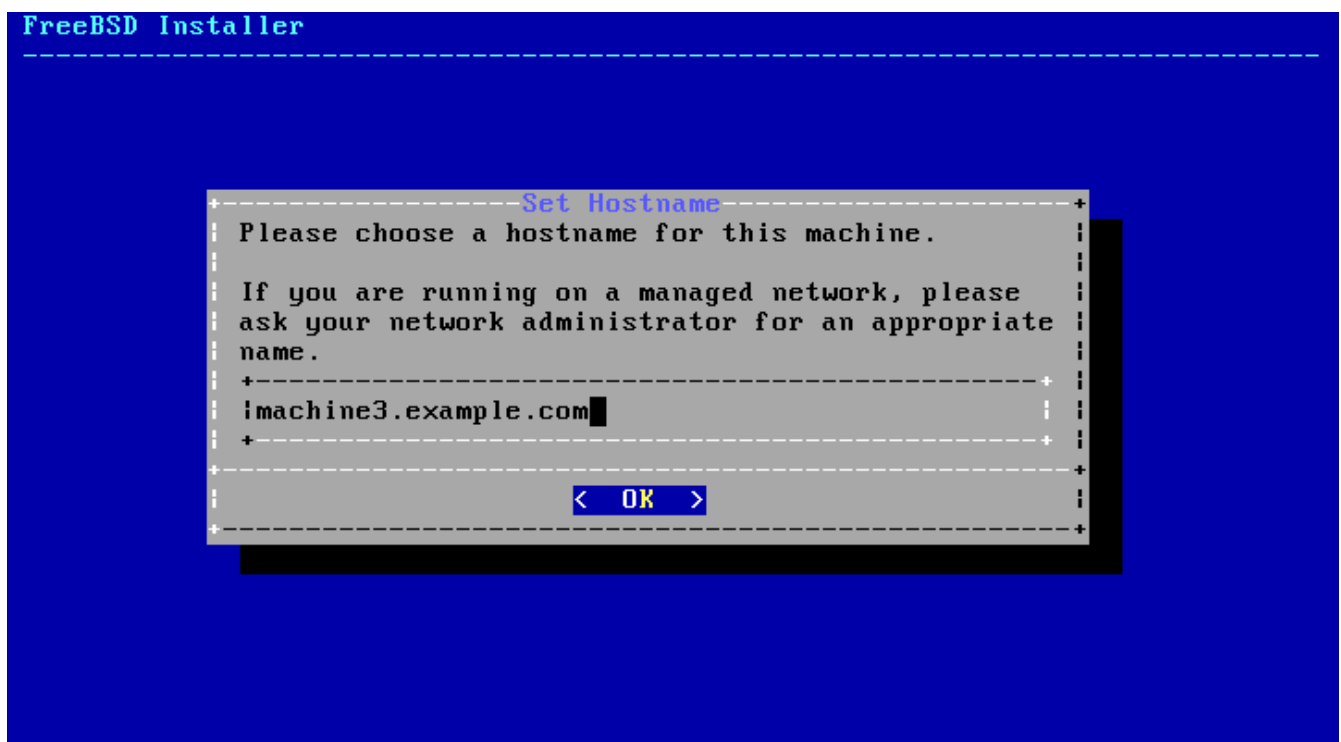 FreeBSD Installer
Set Hostname
Please choose a hostname for this machine.
If you are running on a managed network, please
ask your network administrator for an appropriate
name.
machine3.example.com
< OK >